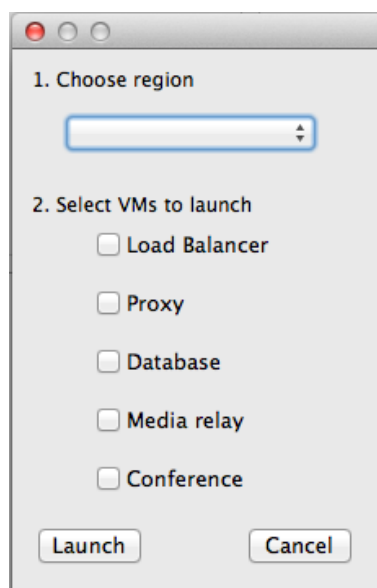 1. Choose region
2. Select VMs to launch
Load Balancer
Proxy
Database
Media relay
Conference
Launch Cancel